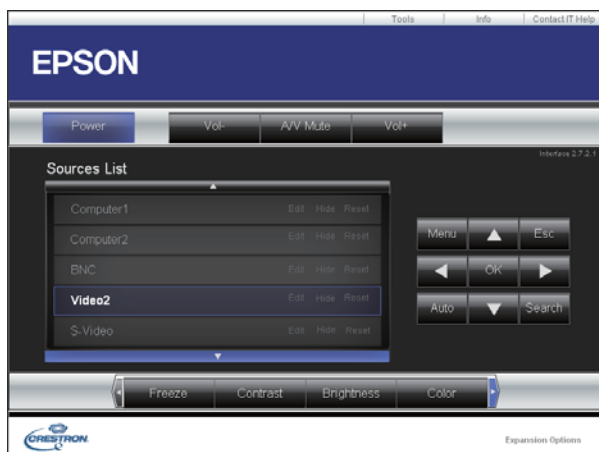 Tools Info Contact IT Help
EPSON
Power Vol- A/V Mute Vol+
Interface 2.7.2.1
Sources List
Computer1 Edit Hide Reset
Computer2 Edit Hide Reset
BNC Edit Hide Reset
Video2 Edit Hide Reset
S-Video Edit Hide Reset
Menu Esc
OK
Auto Search
Freeze Contrast Brightness Color
CRESTRON
Expansion Options